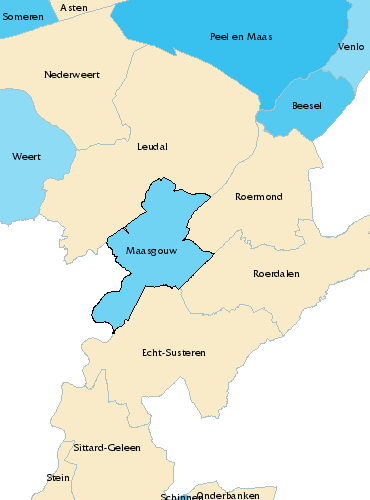 Asten
Someren
Peel en Maas
Venlo
Nederweert
Beesel
Leudal
Weert
Roermond
Maasgouw
Roerdalen
Echt-Susteren
Sittard-Geleen
Stein
Schinnen
Onderbanken